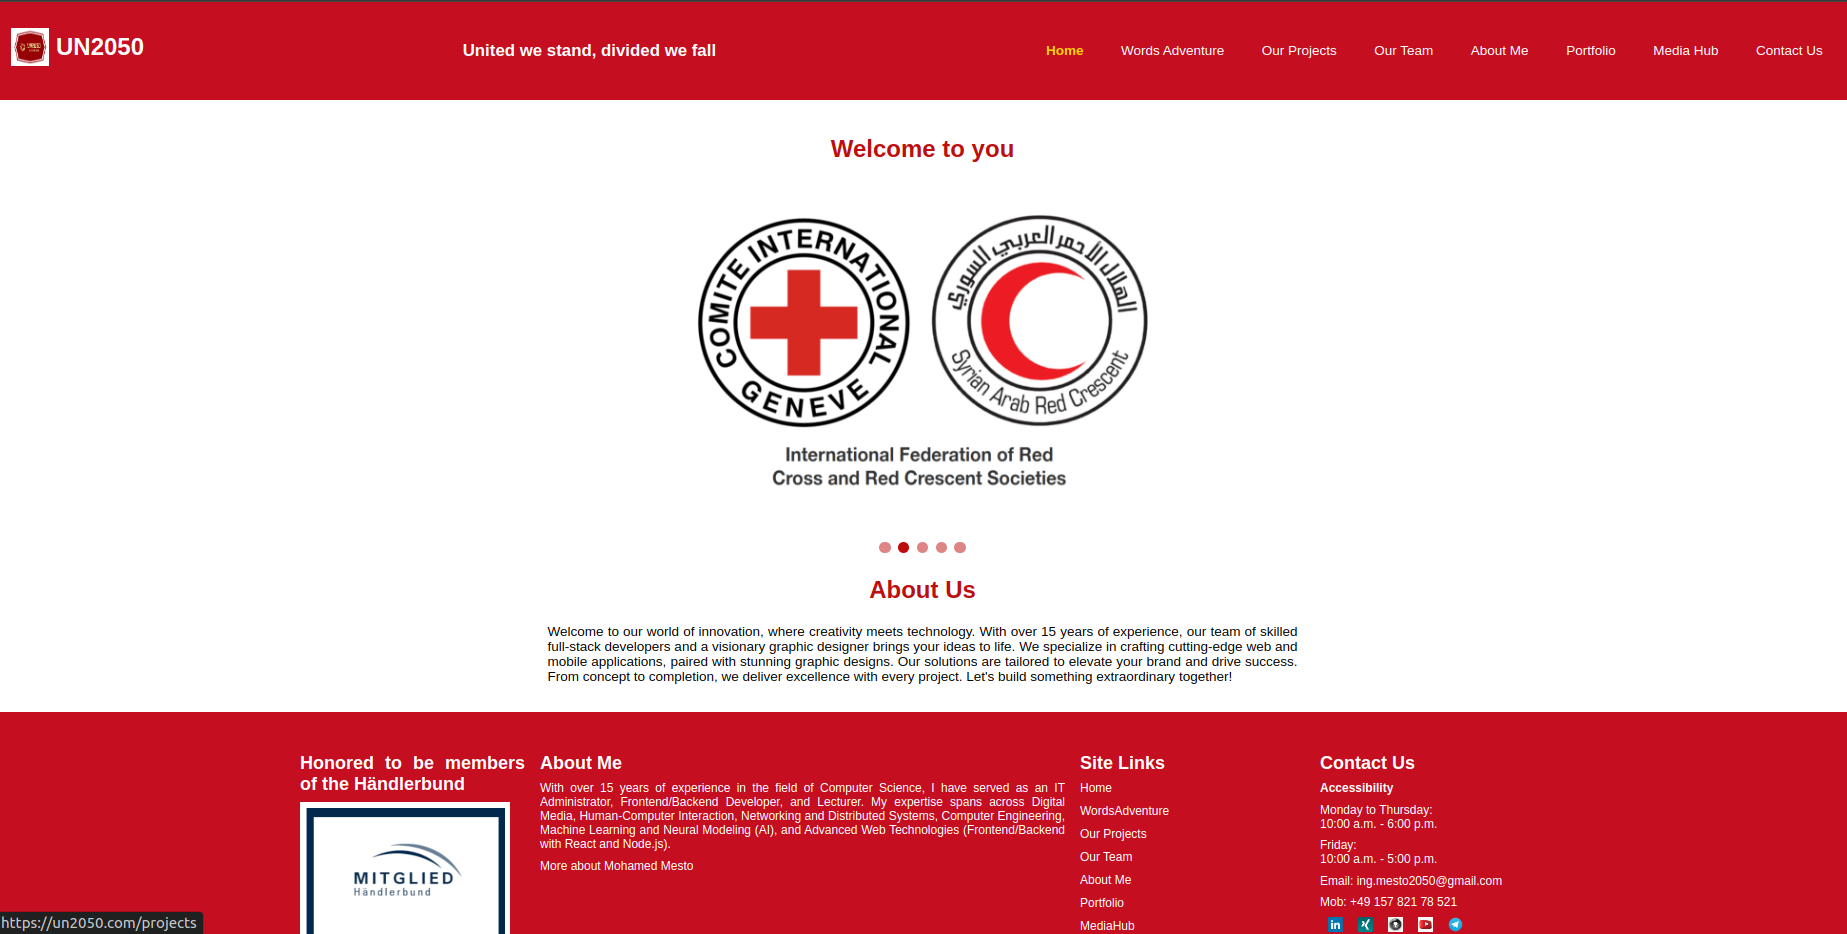 UN2050
United we stand, divided we fall
Home
Words Adventure
Our Projects
Our Team
About Me
Portfolio
Media Hub
Contact Us
Welcome to you
COMITE INTERNATIONAL
GENEVE
الهلال الأحمر العربي السوري
Syrian Arab Red Crescent
International Federation of Red
Cross and Red Crescent Societies
About Us
Welcome to our world of innovation, where creativity meets technology. With over 15 years of experience, our team of skilled
full-stack developers and a visionary graphic designer brings your ideas to life. We specialize in crafting cutting-edge web and
mobile applications, paired with stunning graphic designs. Our solutions are tailored to elevate your brand and drive success.
From concept to completion, we deliver excellence with every project. Let's build something extraordinary together!
Honored to be members
of the Händlerbund
MITGLIED
Händlerbund
About Me
With over 15 years of experience in the field of Computer Science, I have served as an IT
Administrator, Frontend/Backend Developer, and Lecturer. My expertise spans across Digital
Media, Human-Computer Interaction, Networking and Distributed Systems, Computer Engineering,
Machine Learning and Neural Modeling (AI), and Advanced Web Technologies (Frontend/Backend
with React and Node.js).
More about Mohamed Mesto
Site Links
Home
WordsAdventure
Our Projects
Our Team
About Me
Portfolio
MediaHub
Contact Us
Accessibility
Monday to Thursday:
10:00 a.m. - 6:00 p.m.
Friday:
10:00 a.m. - 5:00 p.m.
Email: ing.mesto2050@gmail.com
Mob: +49 157 821 78 521
https://un2050.com/projects